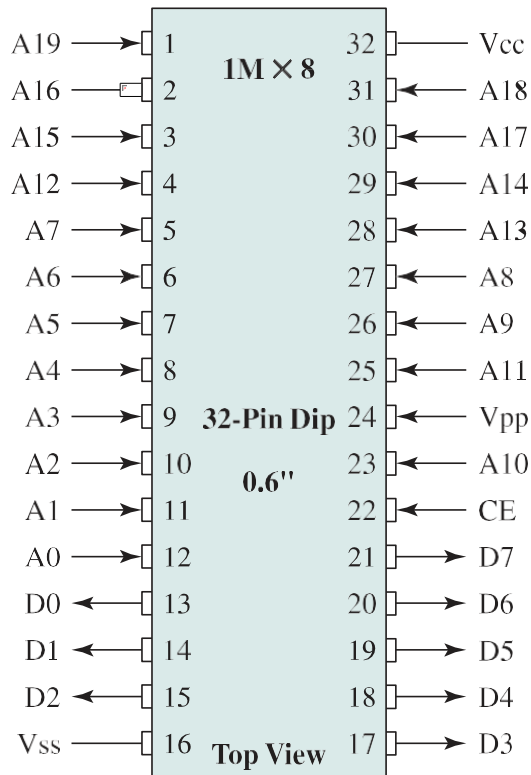 A19 1 32 Vcc
1M × 8
A16 2 31 A18
A15 3 30 A17
A12 4 29 A14
A7 5 28 A13
A6 6 27 A8
A5 7 26 A9
A4 8 25 A11
A3 9 32-Pin Dip 24 Vpp
A2 10 23 A10
0.6"
A1 11 22 CE
A0 12 21 D7
D0 13 20 D6
D1 14 19 D5
D2 15 18 D4
Vss 16 Top View 17 D3